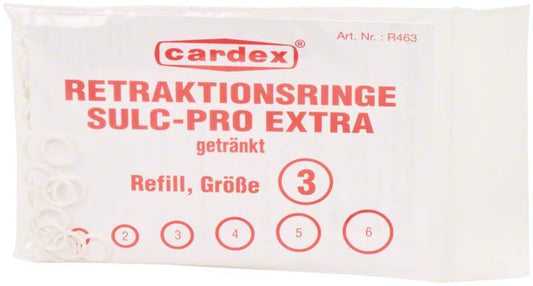 cardex®
Art. Nr. : R463
RETRAKTIONSRINGE
SULC-PRO EXTRA
getränkt
Refill, Größe 3
2 3 4 5 6